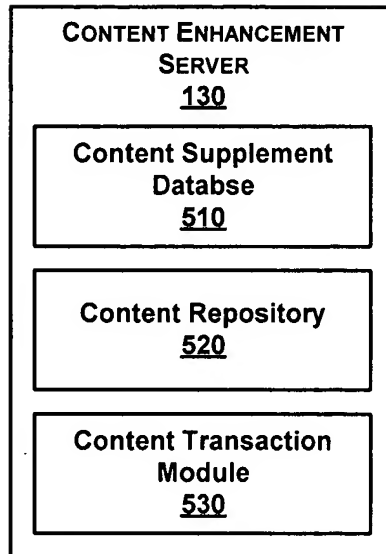 CONTENT ENHANCEMENT
SERVER
130
Content Supplement
Databse
510
Content Repository
520
Content Transaction
Module
530